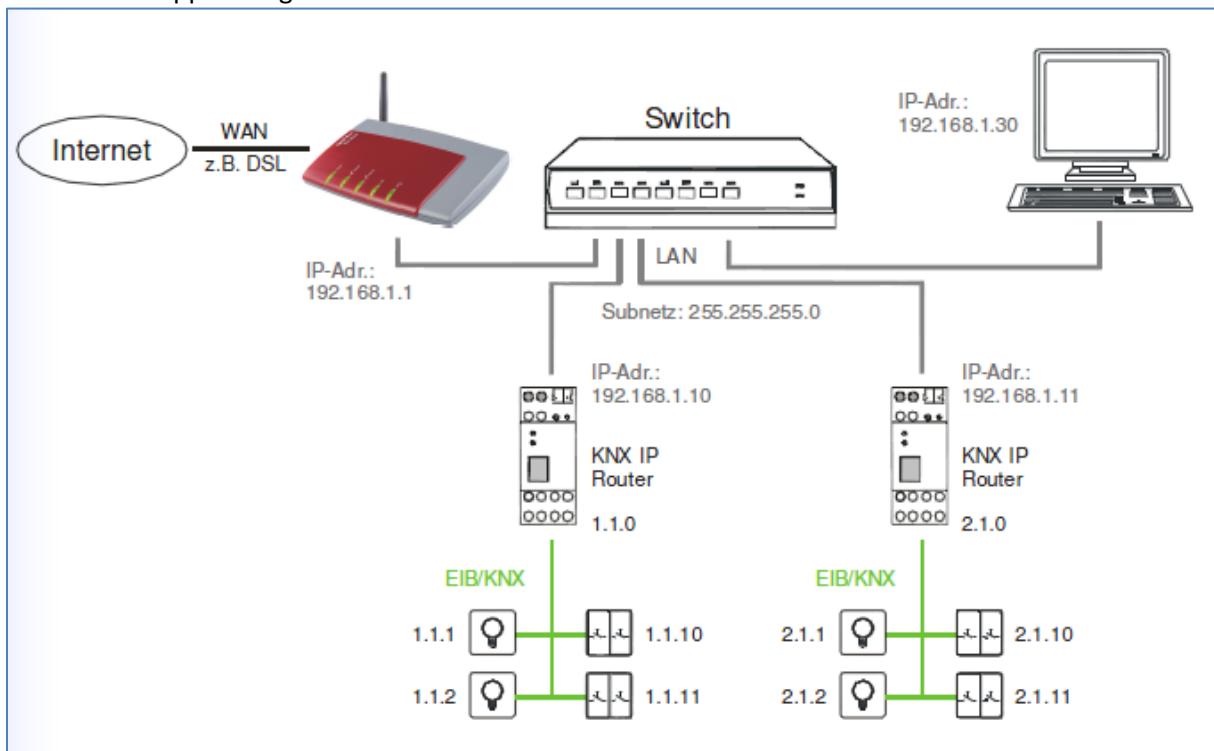 Switch
IP-Adr.:
192.168.1.30
Internet
WAN
z.B. DSL
LAN
IP-Adr.:
192.168.1.1
Subnetz: 255.255.255.0
IP-Adr.:
192.168.1.10
IP-Adr.:
192.168.1.11
KNX IP
Router
1.1.0
KNX IP
Router
2.1.0
EIB/KNX
EIB/KNX
1.1.1
1.1.10
2.1.1
2.1.10
1.1.2
1.1.11
2.1.2
2.1.11